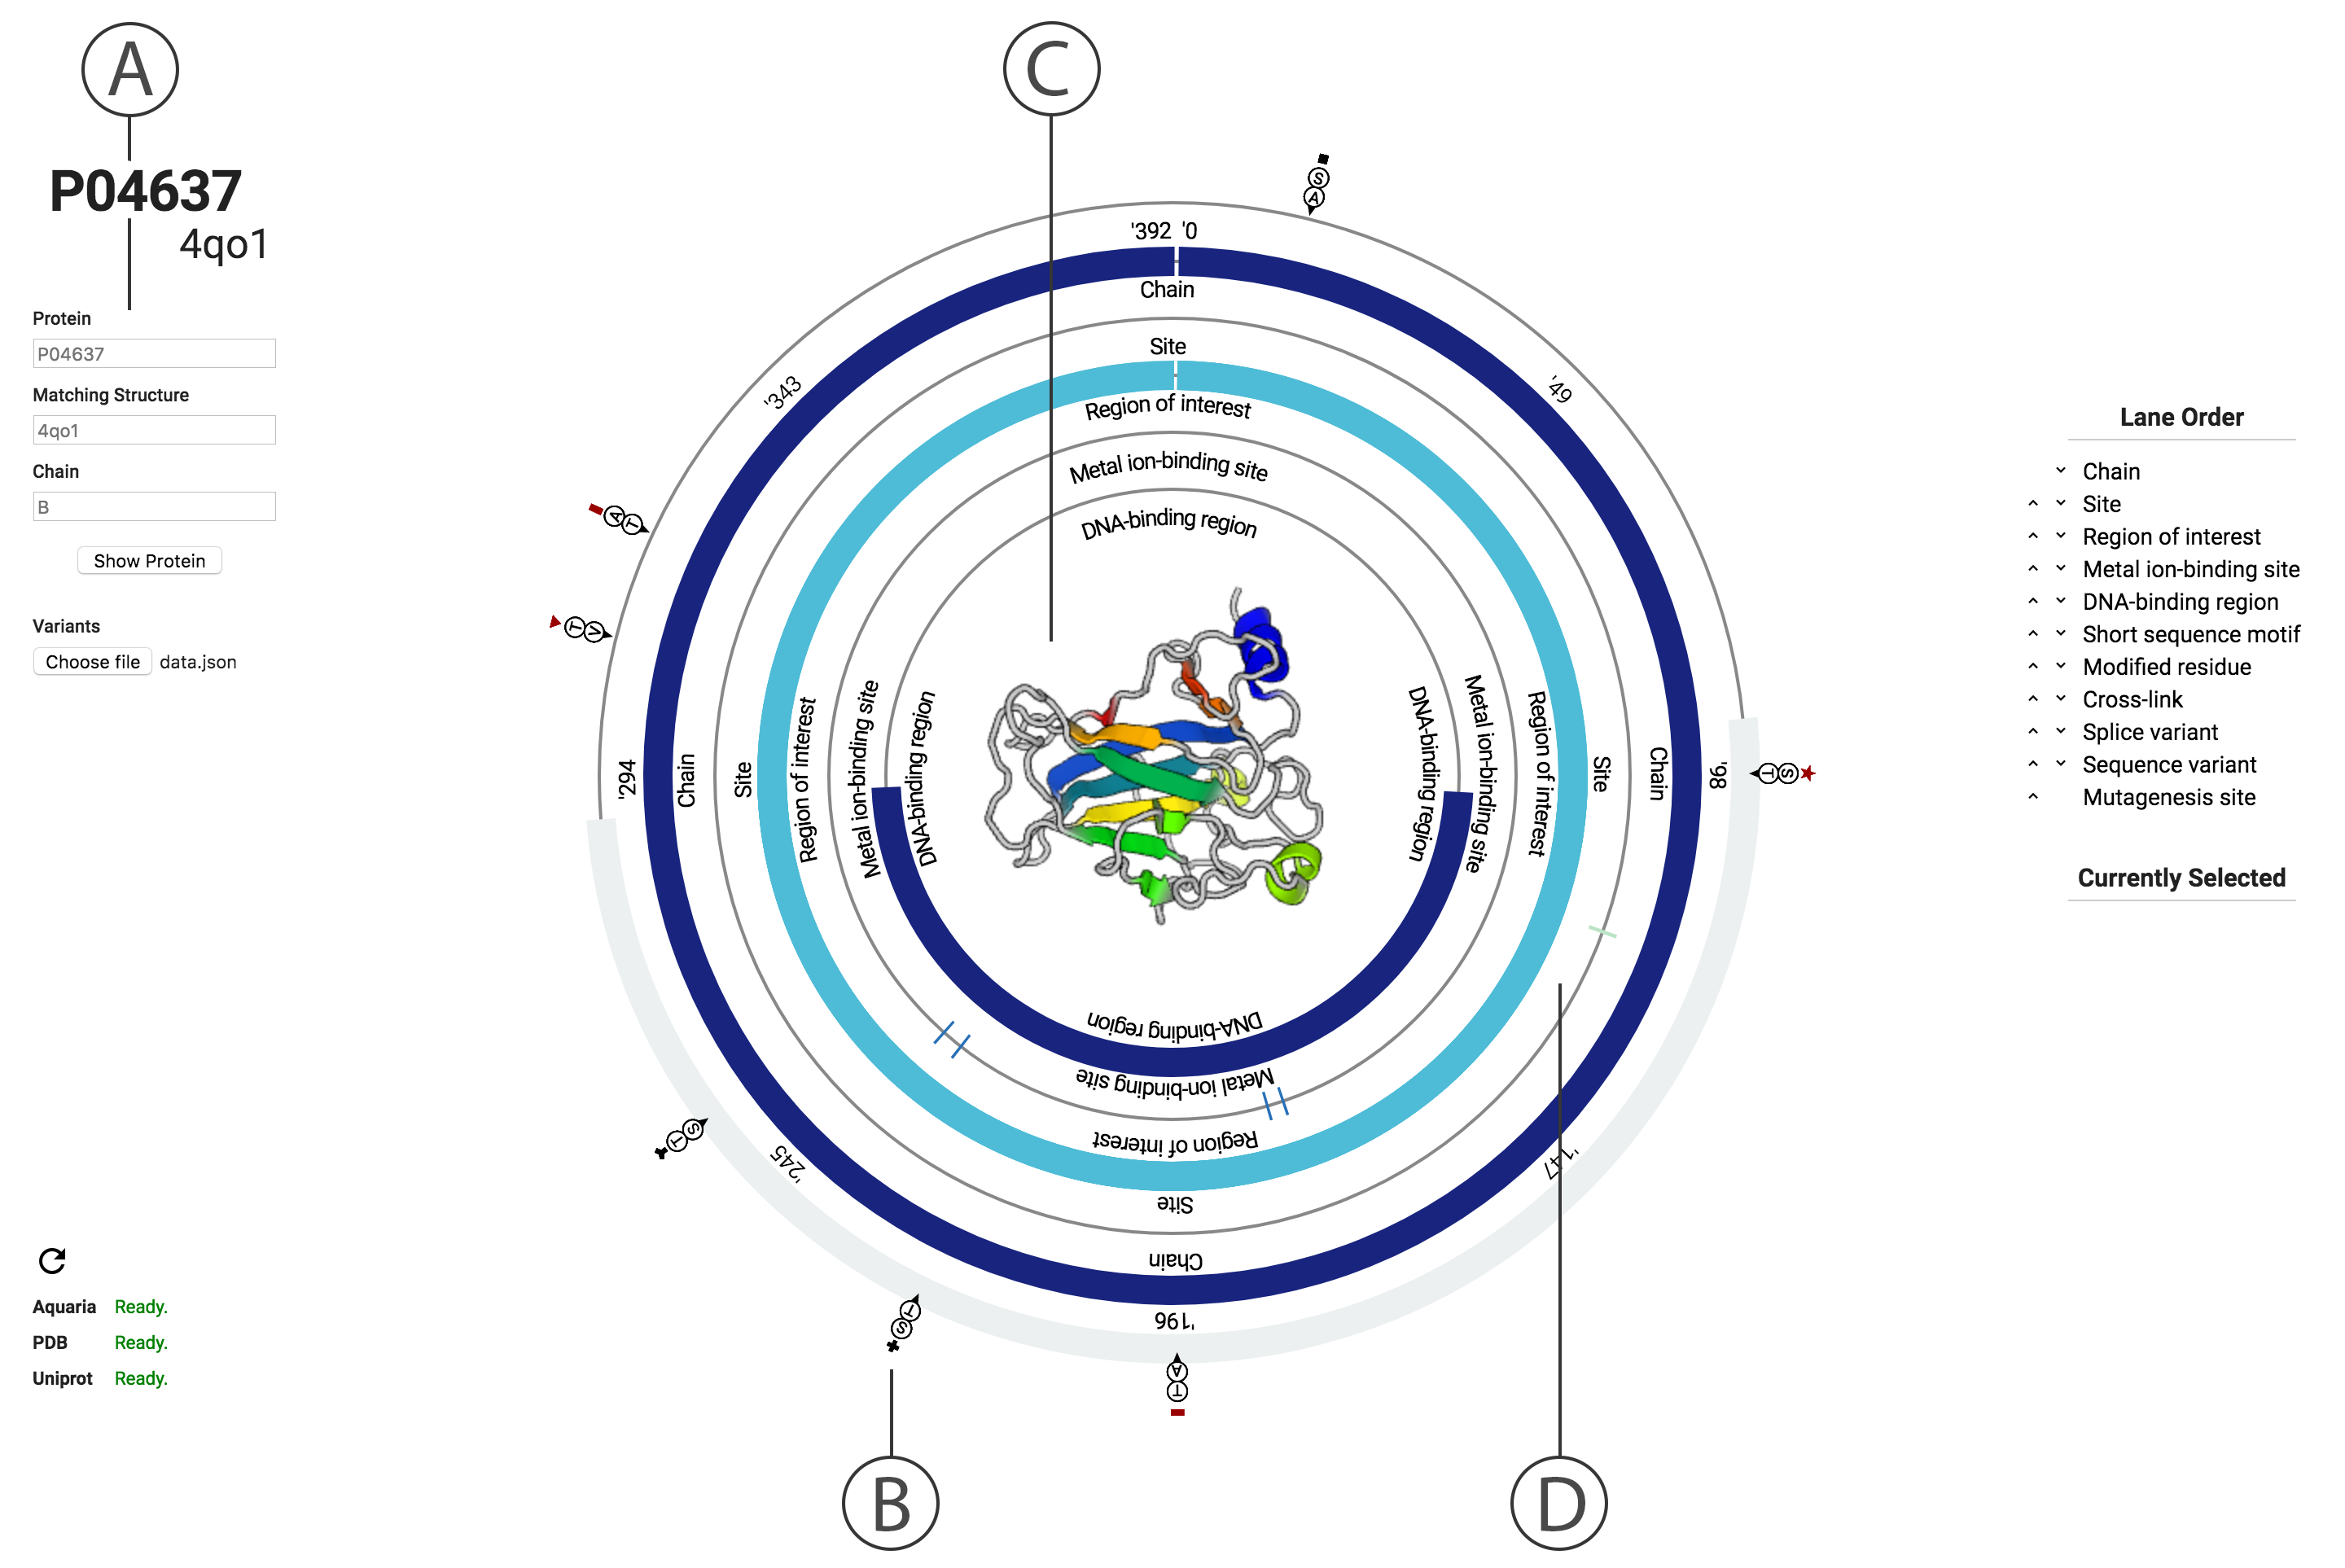 A
C
P04637
4qo1
Protein
P04637
Matching Structure
4qo1
Chain
B
Show Protein
Variants
Choose file data.json
Aquaria Ready.
PDB Ready.
Uniprot Ready.
S
A
'392 '0
Chain
Site
Region of interest
Metal ion-binding site
DNA-binding region
'343
'49
A T
T V
'294
Chain
Site
Region of interest
Metal ion-binding site
DNA-binding region
DNA-binding region
Metal ion-binding site
Region of interest
Site
Chain
'98
T S
DNA-binding region
Metal ion-binding site
Region of interest
Site
Chain
'245
'147
'196
T S
T
S
A
T
B
D
Lane Order
Chain
Site
Region of interest
Metal ion-binding site
DNA-binding region
Short sequence motif
Modified residue
Cross-link
Splice variant
Sequence variant
Mutagenesis site
Currently Selected